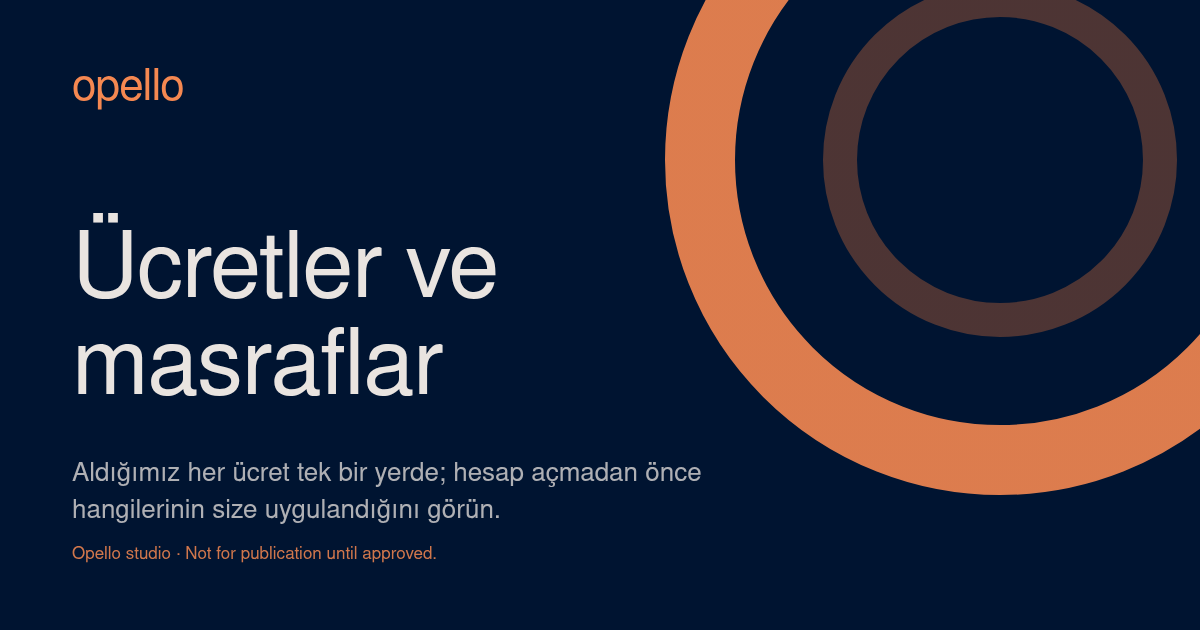 opello
Ücretler ve
masraflar
Aldığımız her ücret tek bir yerde; hesap açmadan önce
hangilerinin size uygulandığını görün.
Opello studio · Not for publication until approved.